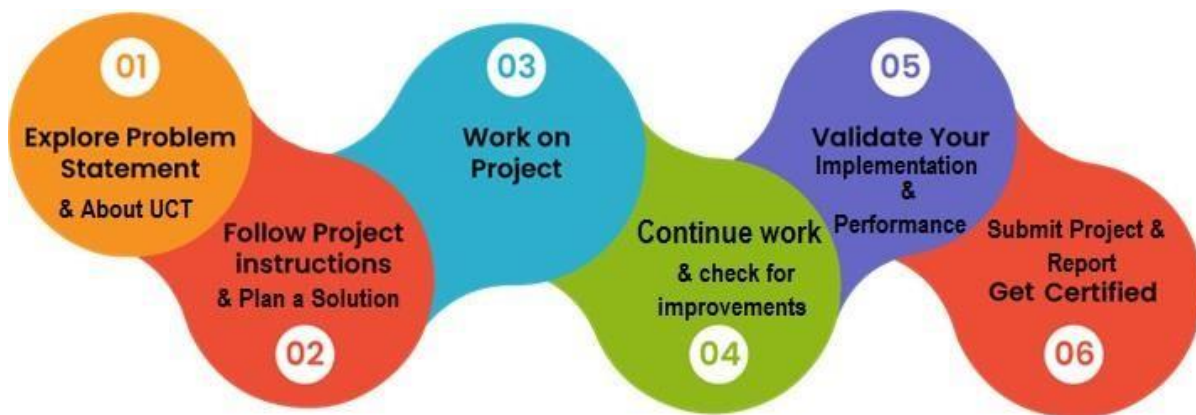 01
Explore Problem
Statement
& About UCT
Follow Project
instructions
& Plan a Solution
02
03
Work on
Project
Continue work
& check for
improvements
04
05
Validate Your
Implementation
&
Performance
Submit Project &
Report
Get Certified
06